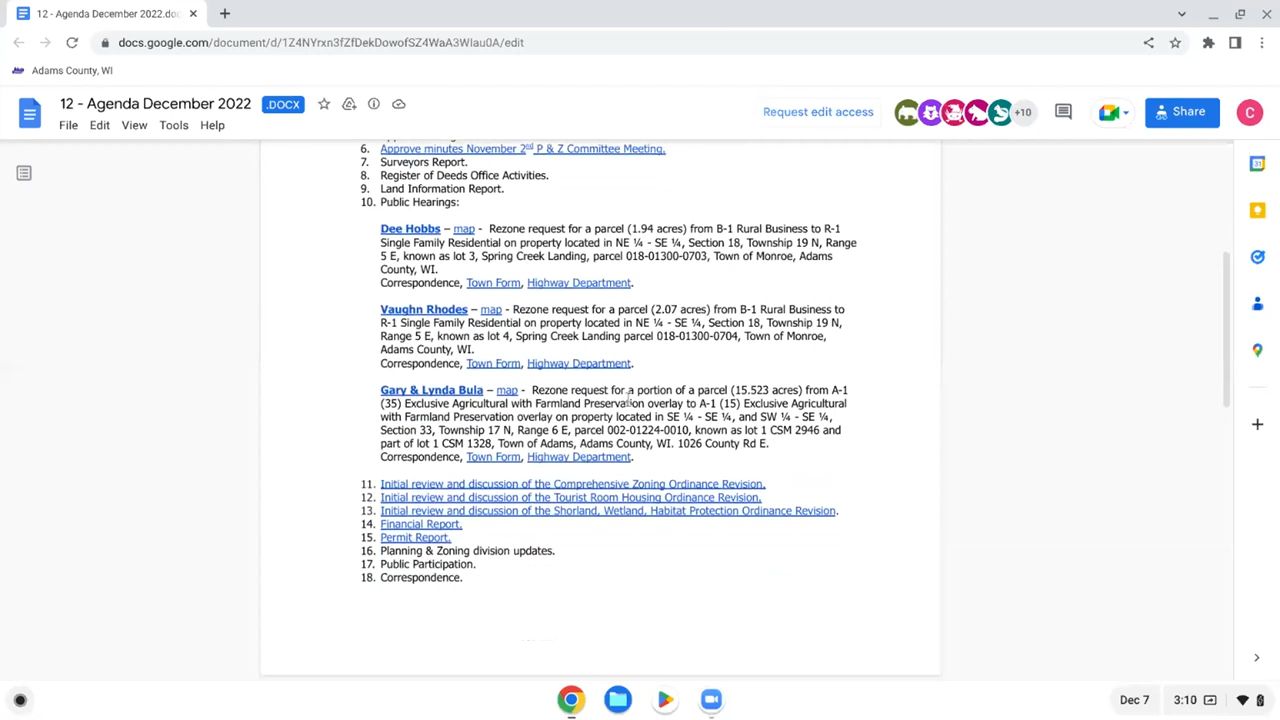 12 - Agenda December 2022.doc
docs.google.com/document/d/1Z4NYrxn3fZfDekDowofSZ4WaA3WIau0A/edit
Adams County, WI
12 - Agenda December 2022 .DOCX
Request edit access
+10
Share
C
File Edit View Tools Help
6. Approve minutes November 2nd P & Z Committee Meeting.
7. Surveyors Report.
8. Register of Deeds Office Activities.
9. Land Information Report.
10. Public Hearings:
Dee Hobbs – map - Rezone request for a parcel (1.94 acres) from B-1 Rural Business to R-1
Single Family Residential on property located in NE ¼ - SE ¼, Section 18, Township 19 N, Range
5 E, known as lot 3, Spring Creek Landing, parcel 018-01300-0703, Town of Monroe, Adams
County, WI.
Correspondence, Town Form, Highway Department.
Vaughn Rhodes – map - Rezone request for a parcel (2.07 acres) from B-1 Rural Business to
R-1 Single Family Residential on property located in NE ¼ - SE ¼, Section 18, Township 19 N,
Range 5 E, known as lot 4, Spring Creek Landing parcel 018-01300-0704, Town of Monroe,
Adams County, WI.
Correspondence, Town Form, Highway Department.
Gary & Lynda Bula – map - Rezone request for a portion of a parcel (15.523 acres) from A-1
(35) Exclusive Agricultural with Farmland Preservation overlay to A-1 (15) Exclusive Agricultural
with Farmland Preservation overlay on property located in SE ¼ - SE ¼, and SW ¼ - SE ¼,
Section 33, Township 17 N, Range 6 E, parcel 002-01224-0010, known as lot 1 CSM 2946 and
part of lot 1 CSM 1328, Town of Adams, Adams County, WI. 1026 County Rd E.
Correspondence, Town Form, Highway Department.
11. Initial review and discussion of the Comprehensive Zoning Ordinance Revision.
12. Initial review and discussion of the Tourist Room Housing Ordinance Revision.
13. Initial review and discussion of the Shorland, Wetland, Habitat Protection Ordinance Revision.
14. Financial Report.
15. Permit Report.
16. Planning & Zoning division updates.
17. Public Participation.
18. Correspondence.
Dec 7 3:10